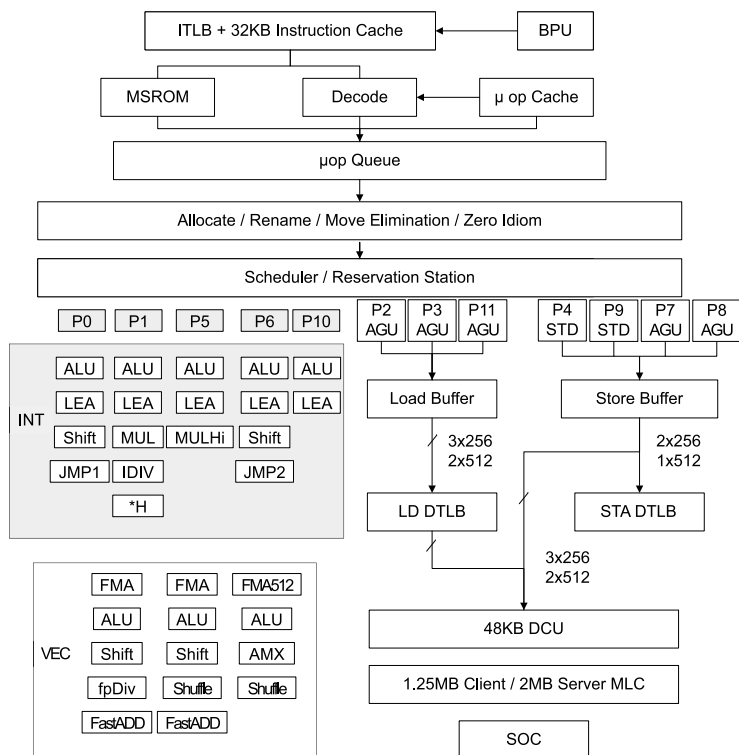 ITLB + 32KB Instruction Cache
BPU
MSROM
Decode
μ op Cache
μop Queue
Allocate / Rename / Move Elimination / Zero Idiom
Scheduler / Reservation Station
P0 P1 P5 P6 P10
P2 AGU
P3 AGU
P11 AGU
P4 STD
P9 STD
P7 AGU
P8 AGU
INT
ALU ALU ALU ALU ALU
LEA LEA LEA LEA LEA
Shift MUL MULHi Shift
JMP1 IDIV JMP2
*H
Load Buffer
Store Buffer
3x256
2x512
2x256
1x512
LD DTLB
STA DTLB
3x256
2x512
VEC
FMA FMA FMA512
ALU ALU ALU
Shift Shift AMX
fpDiv Shuffle Shuffle
FastADD FastADD
48KB DCU
1.25MB Client / 2MB Server MLC
SOC